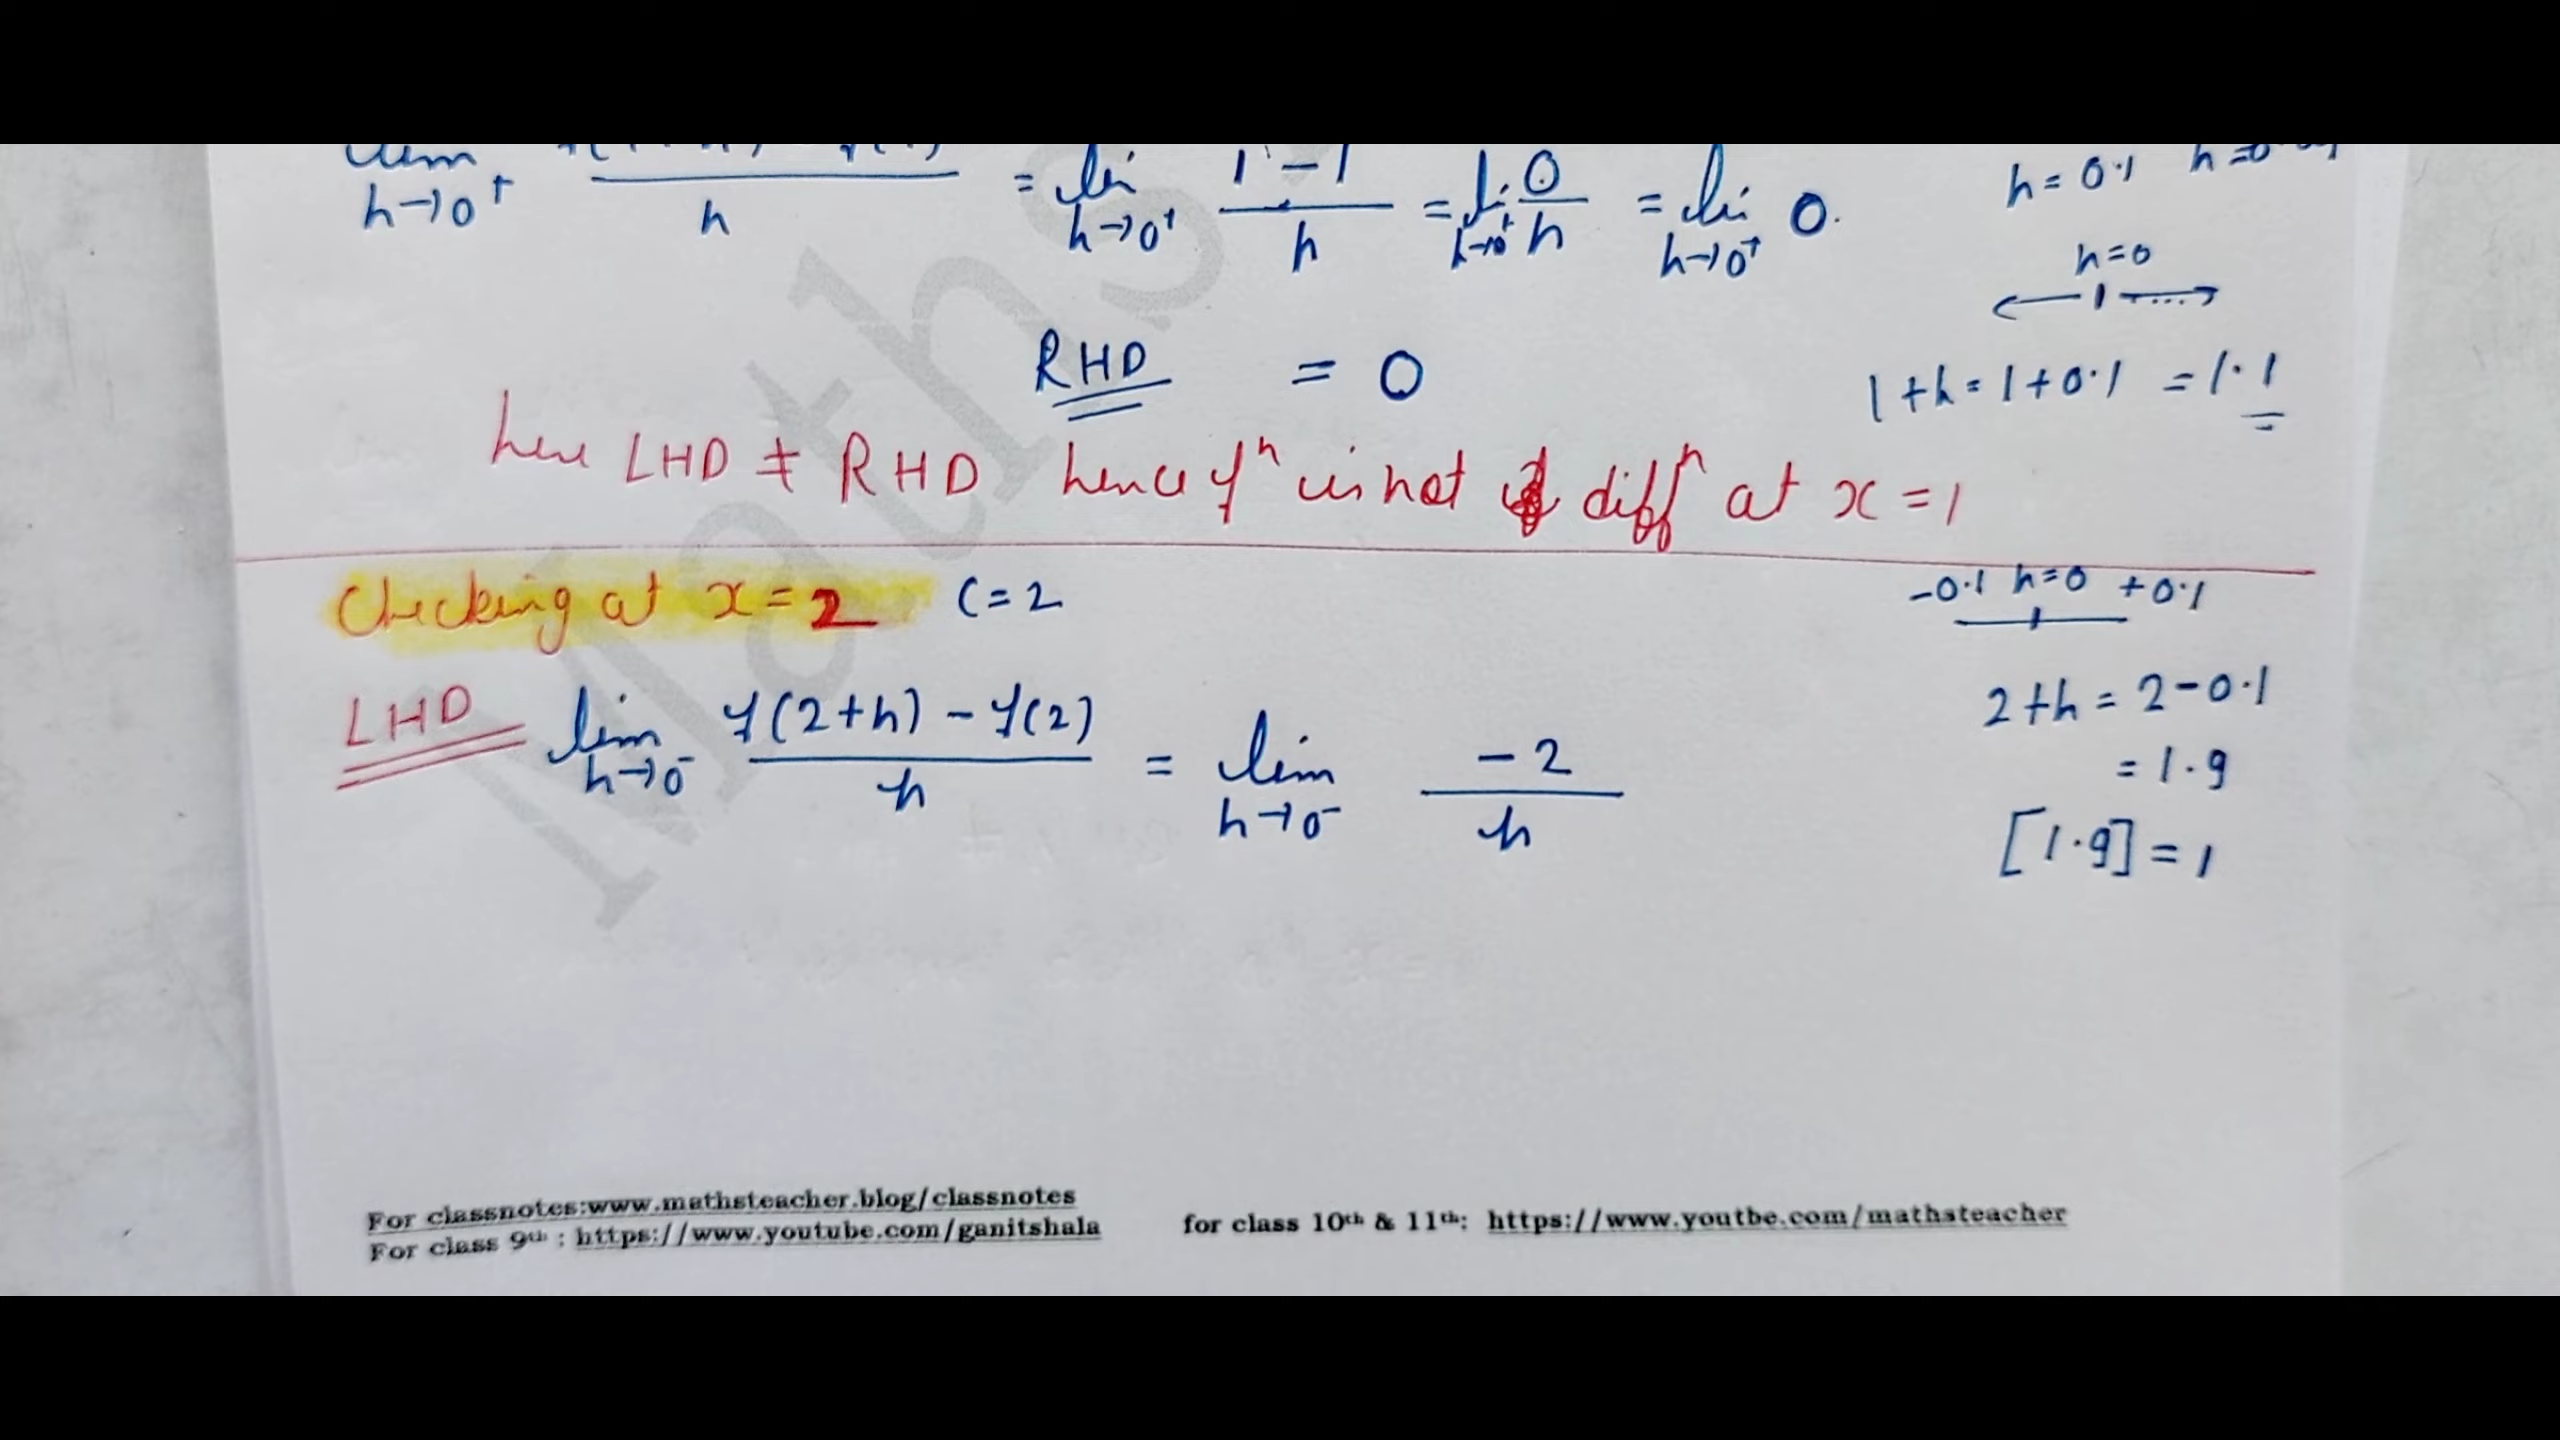 lim h→0⁺ h = lim h→0⁺ 1 - 1 / h = li h→0⁺ 0 / h = lim h→0⁺ 0.
h = 0.1
h=0
RHD = 0
1 + h = 1 + 0.1 = 1.1
here LHD ≠ RHD hence fⁿ is not diffⁿ at x = 1
Checking at x = 2 C = 2
-0.1 h=0 +0.1
LHD lim h→0⁻ f(2+h) - f(2) / h = lim h→0⁻ -2 / h
2+h = 2-0.1
= 1.9
[1.9] = 1
Maths
For classnotes:www.mathsteacher.blog/classnotes
For class 9th : https://www.youtube.com/ganitshala
for class 10th & 11th: https://www.youtbe.com/mathsteacher